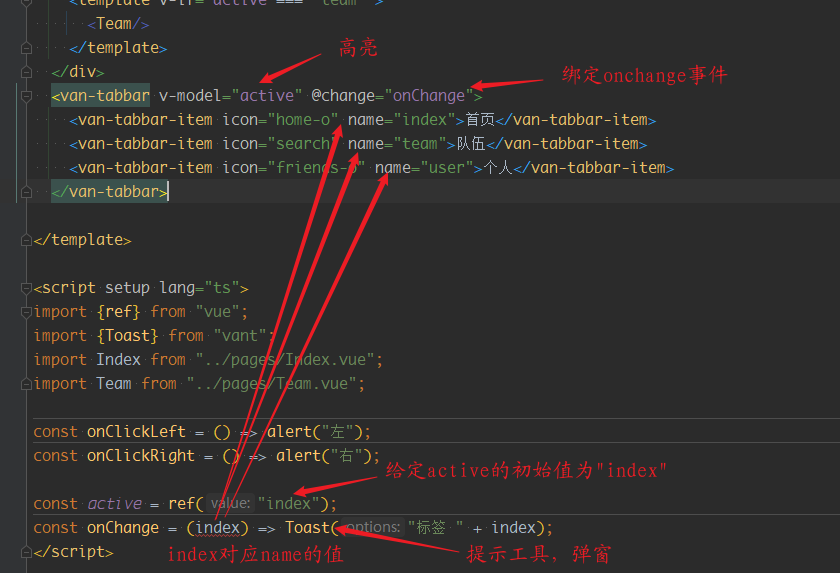 <template v-if="active === 'team'">
<Team/>
</template>
高亮
</div>
绑定onchange事件
<van-tabbar v-model="active" @change="onChange">
<van-tabbar-item icon="home-o" name="index">首页</van-tabbar-item>
<van-tabbar-item icon="search" name="team">队伍</van-tabbar-item>
<van-tabbar-item icon="friends-o" name="user">个人</van-tabbar-item>
</van-tabbar>
</template>
<script setup lang="ts">
import {ref} from "vue";
import {Toast} from "vant";
import Index from "../pages/Index.vue";
import Team from "../pages/Team.vue";
const onClickLeft = () => alert("左");
const onClickRight = () => alert("右");
给定active的初始值为"index"
const active = ref( value: "index");
const onChange = (index) => Toast( options: "标签 " + index);
</script>
index对应name的值
提示工具，弹窗